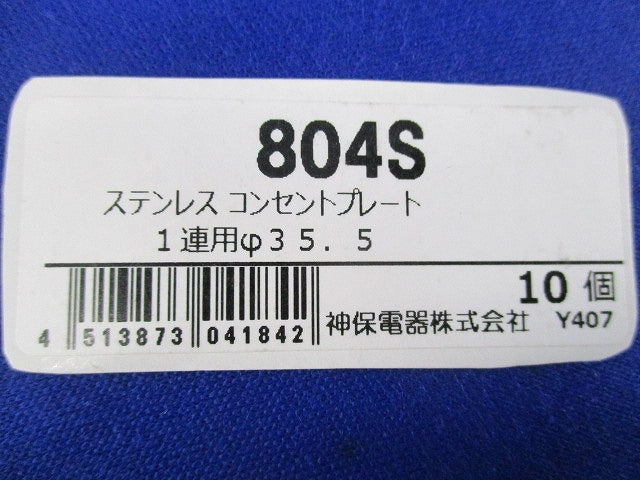 804S
ステンレス コンセントプレート
1連用φ35.5
10個
4 513873 041842 神保電器株式会社 Y407